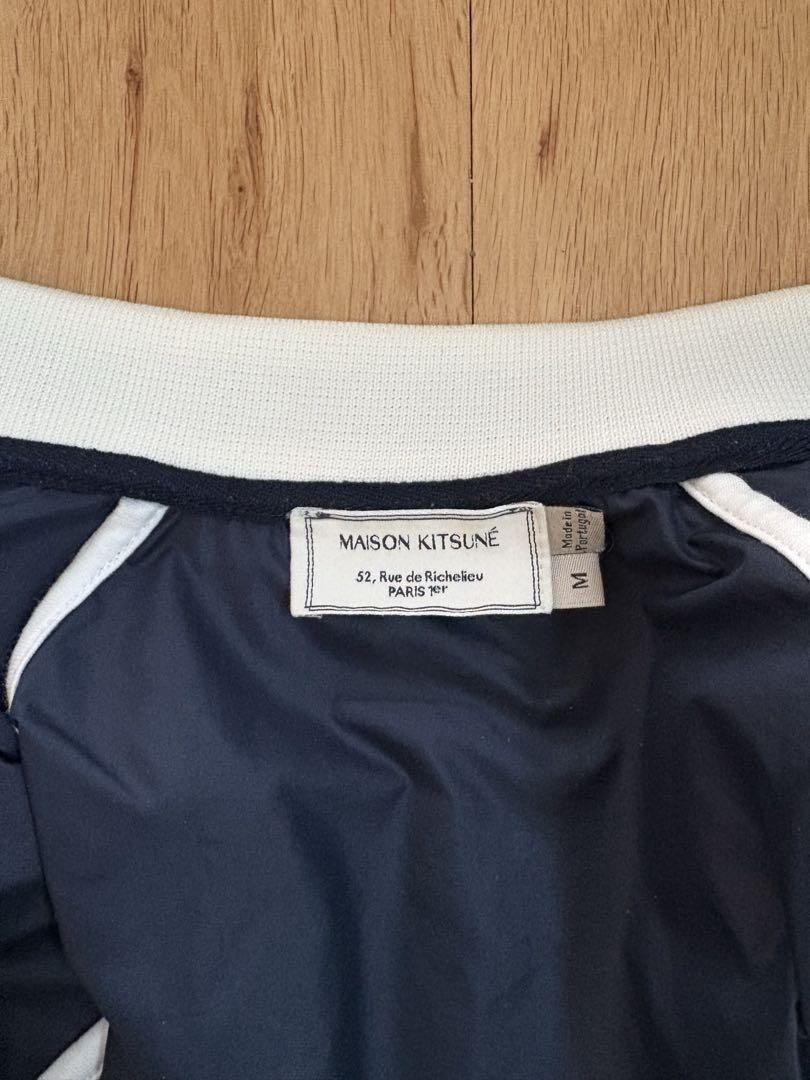 MAISON KITSUNÉ
52, Rue de Richelieu
PARIS 1er
Made in
Portugal
M